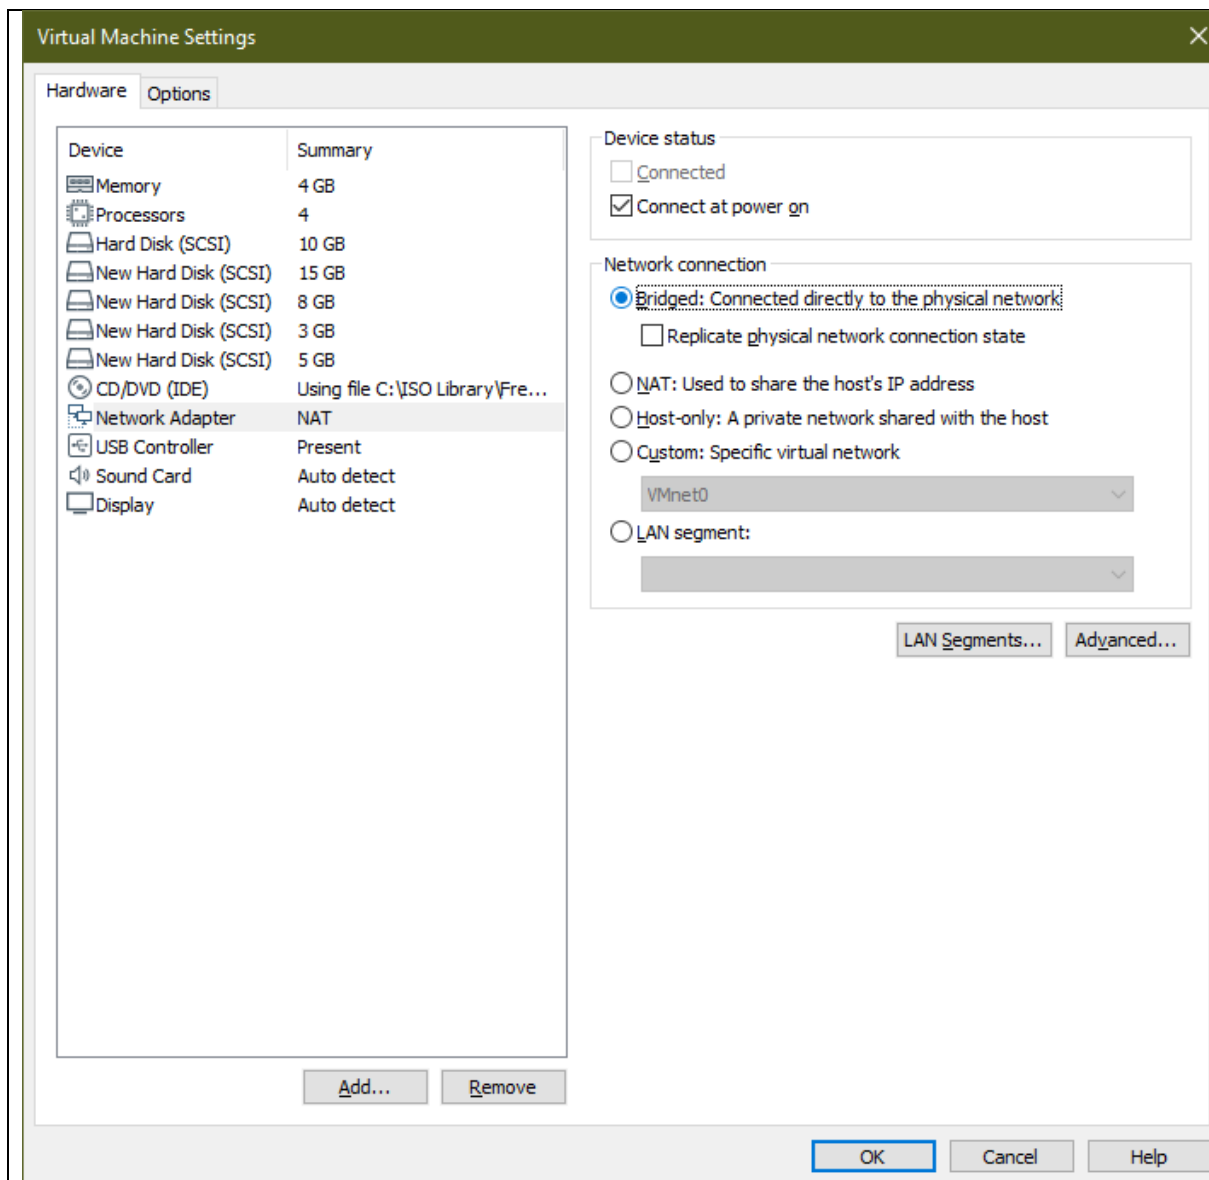 Virtual Machine Settings
Hardware Options
Device Summary
Memory 4 GB
Processors 4
Hard Disk (SCSI) 10 GB
New Hard Disk (SCSI) 15 GB
New Hard Disk (SCSI) 8 GB
New Hard Disk (SCSI) 3 GB
New Hard Disk (SCSI) 5 GB
CD/DVD (IDE) Using file C:\ISO Library\Fre...
Network Adapter NAT
USB Controller Present
Sound Card Auto detect
Display Auto detect
Add... Remove
Device status
Connected
Connect at power on
Network connection
Bridged: Connected directly to the physical network
Replicate physical network connection state
NAT: Used to share the host's IP address
Host-only: A private network shared with the host
Custom: Specific virtual network
VMnet0
LAN segment:
LAN Segments... Advanced...
OK Cancel Help